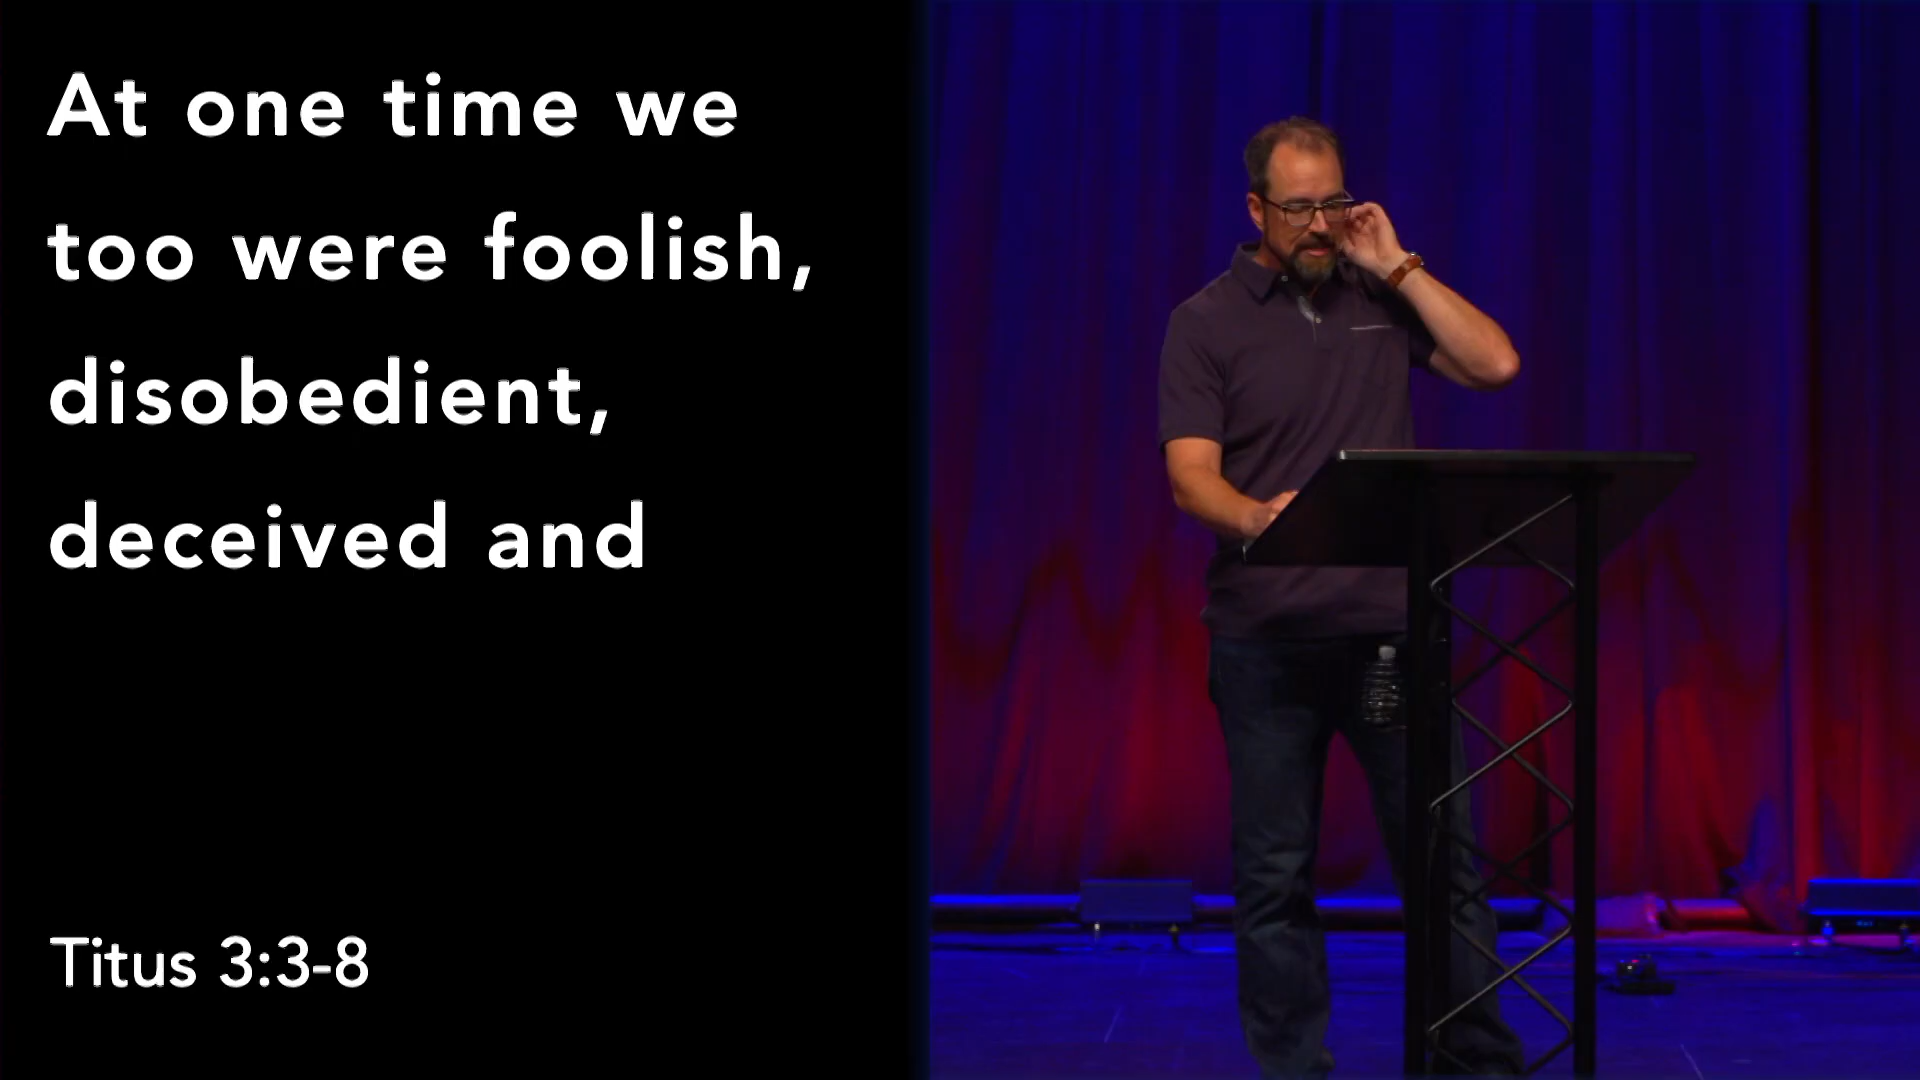 At one time we
too were foolish,
disobedient,
deceived and
Titus 3:3-8